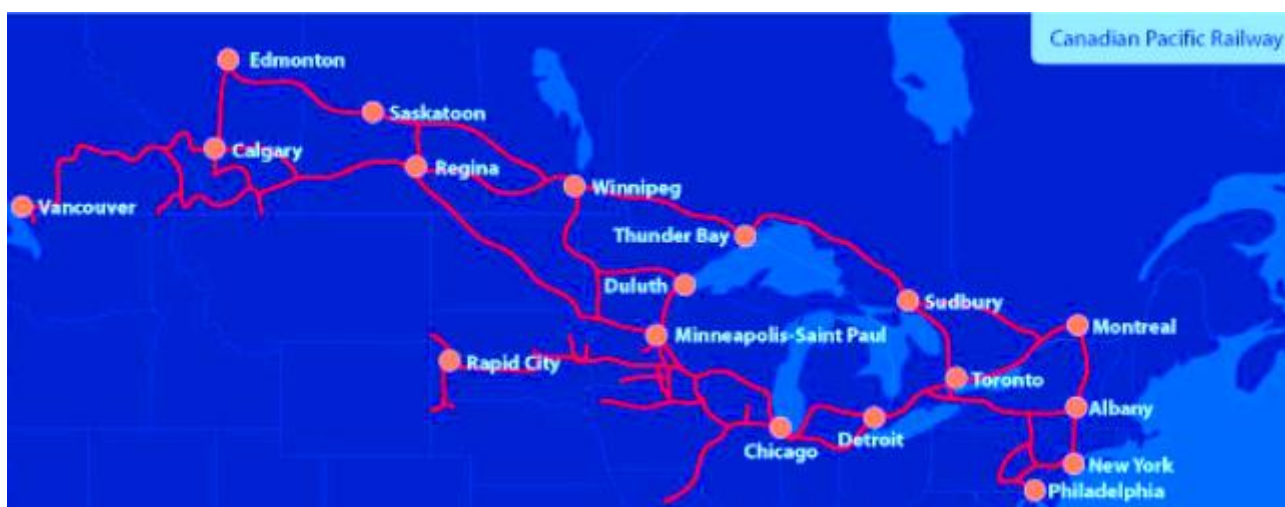 Canadian Pacific Railway
Edmonton
Saskatoon
Calgary
Regina
Winnipeg
Vancouver
Thunder Bay
Duluth
Sudbury
Minneapolis-Saint Paul
Montreal
Rapid City
Toronto
Albany
Detroit
Chicago
New York
Philadelphia